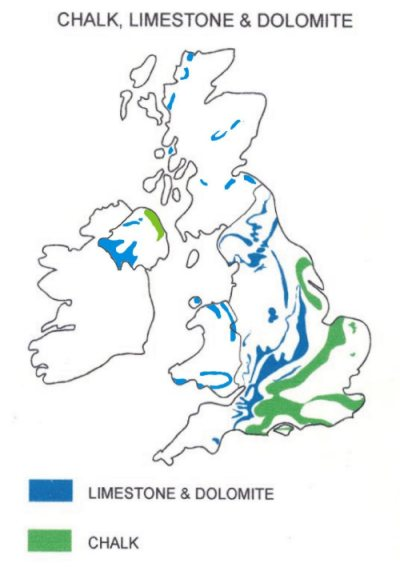 CHALK, LIMESTONE & DOLOMITE
LIMESTONE & DOLOMITE
CHALK